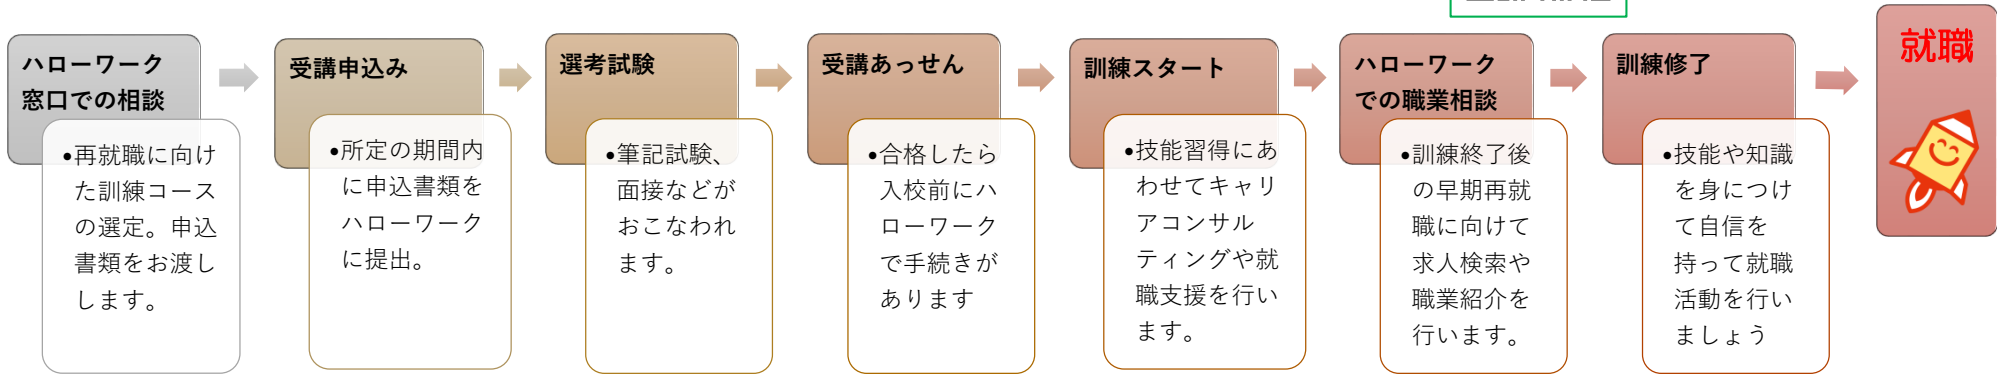 ハローワーク
窓口での相談
•再就職に向け
た訓練コース
の選定。申込
書類をお渡し
します。
受講申込み
•所定の期間内
に申込書類を
ハローワーク
に提出。
選考試験
•筆記試験、
面接などが
おこなわれ
ます。
受講あっせん
•合格したら
入校前にハ
ローワーク
で手続きが
あります
訓練スタート
•技能習得にあ
わせてキャリ
アコンサル
ティングや就
職支援を行い
ます。
ハローワーク
での職業相談
•訓練終了後
の早期再就
職に向けて
求人検索や
職業紹介を
行います。
訓練修了
•技能や知識
を身につけ
て自信を
持って就職
活動を行い
ましょう
就職